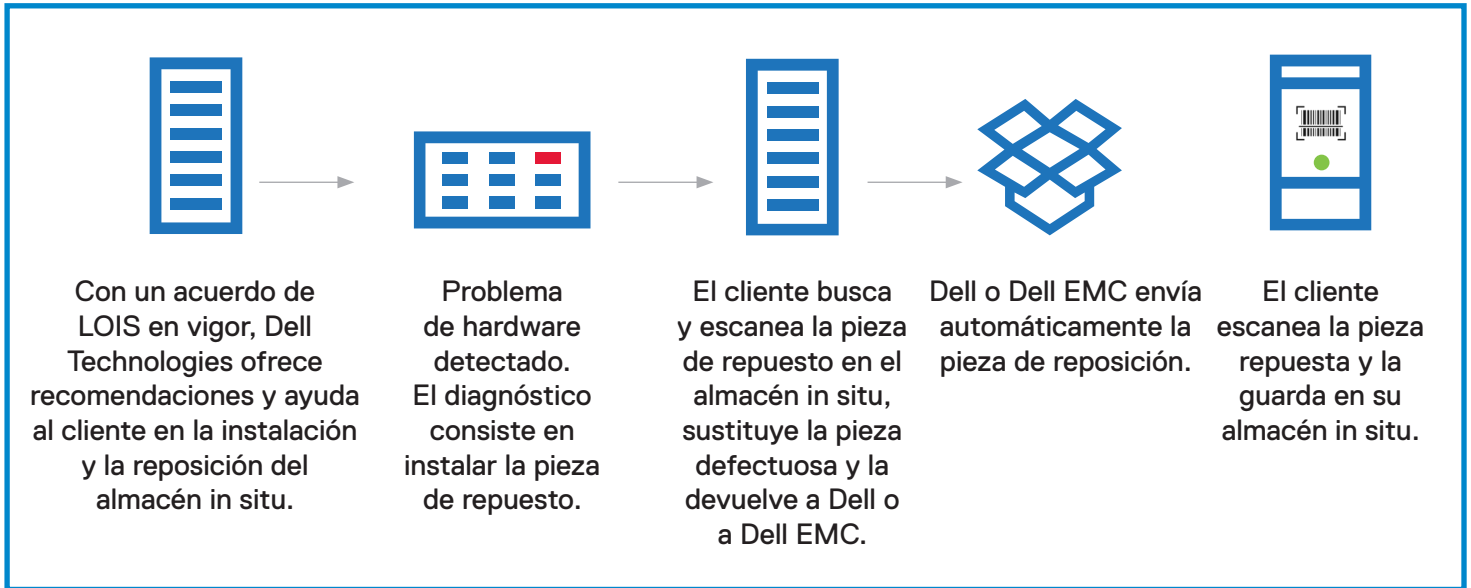 Con un acuerdo de
LOIS en vigor, Dell
Technologies ofrece
recomendaciones y ayuda
al cliente en la instalación
y la reposición del
almacén in situ.
Problema
de hardware
detectado.
El diagnóstico
consiste en
instalar la pieza
de repuesto.
El cliente busca
y escanea la pieza
de repuesto en el
almacén in situ,
sustituye la pieza
defectuosa y la
devuelve a Dell o
a Dell EMC.
Dell o Dell EMC envía
automáticamente la
pieza de reposición.
El cliente
escanea la pieza
repuesta y la
guarda en su
almacén in situ.